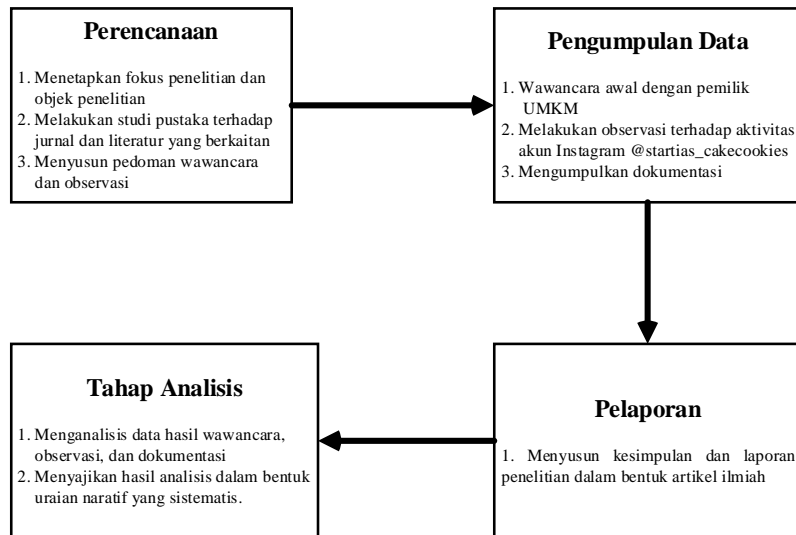 Perencanaan
1. Menetapkan fokus penelitian dan
objek penelitian
2. Melakukan studi pustaka terhadap
jurnal dan literatur yang berkaitan
3. Menyusun pedoman wawancara
dan observasi
Pengumpulan Data
1. Wawancara awal dengan pemilik
UMKM
2. Melakukan observasi terhadap aktivitas
akun Instagram @startias_cakecookies
3. Mengumpulkan dokumentasi
Tahap Analisis
1. Menganalisis data hasil wawancara,
observasi, dan dokumentasi
2. Menyajikan hasil analisis dalam bentuk
uraian naratif yang sistematis.
Pelaporan
1. Menyusun kesimpulan dan laporan
penelitian dalam bentuk artikel ilmiah